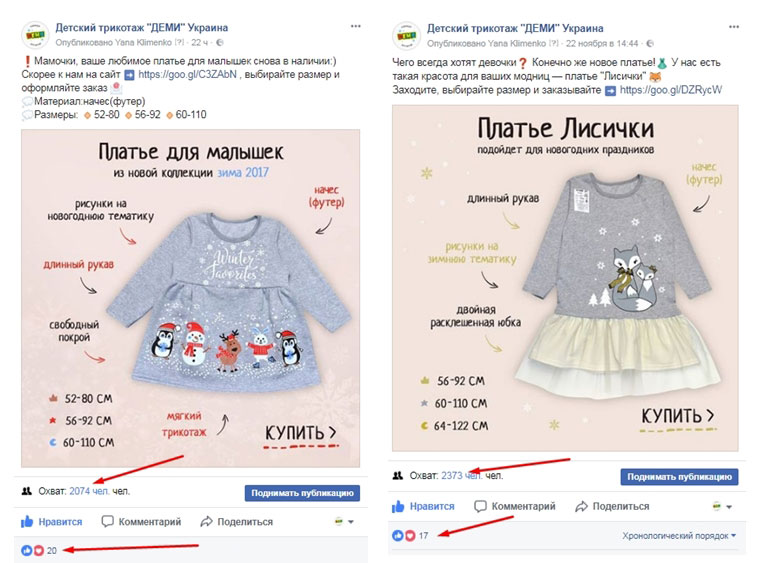 Детский трикотаж "ДЕМИ" Украина
Опубликовано Yana Klimenko [?] · 22 ч ·
❗Мамочки, ваше любимое платье для малышек снова в наличии:)
Скорее к нам на сайт ➡ https://goo.gl/C3ZAbN , выбирайте размер и
оформляйте заказ
Материал:начес(футер)
Размеры: 🔸 52-80 🔸 56-92 🔸 60-110
Платье для малышек
из новой коллекции зима 2017
рисунки на
новогоднюю тематику
начес
(футер)
длинный рукав
свободный
покрой
Winter
Favorites
52-80 СМ
56-92 СМ
60-110 СМ
мягкий
трикотаж
КУПИТЬ >
Охват: 2074 чел. чел.
Поднимать публикацию
Нравится Комментарий Поделиться
20
Детский трикотаж "ДЕМИ" Украина
Опубликовано Yana Klimenko [?] · 22 ноября в 14:44 ·
Чего всегда хотят девочки❓ Конечно же новое платье!👗 У нас есть
такая красота для ваших модниц — платье "Лисички" 🦊
Заходите, выбирайте размер и заказывайте ➡ https://goo.gl/DZRycW
Платье Лисички
подойдет для новогодних праздников
длинный рукав
начес
(футер)
рисунки на
зимнюю тематику
двойная
расклешенная юбка
56-92 СМ
60-110 СМ
64-122 СМ
КУПИТЬ >
Охват: 2373 чел. чел.
Поднимать публикацию
Нравится Комментарий Поделиться
17
Хронологический порядок